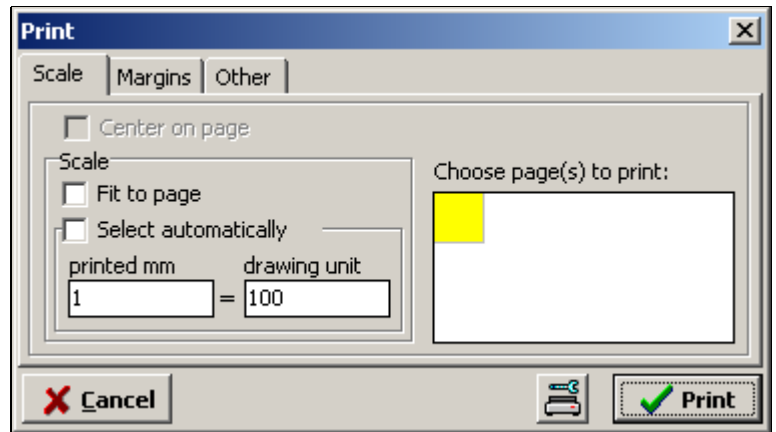 Print
Scale Margins Other
Center on page
Scale
Fit to page
Select automatically
printed mm drawing unit
1 = 100
Choose page(s) to print:
Cancel Print